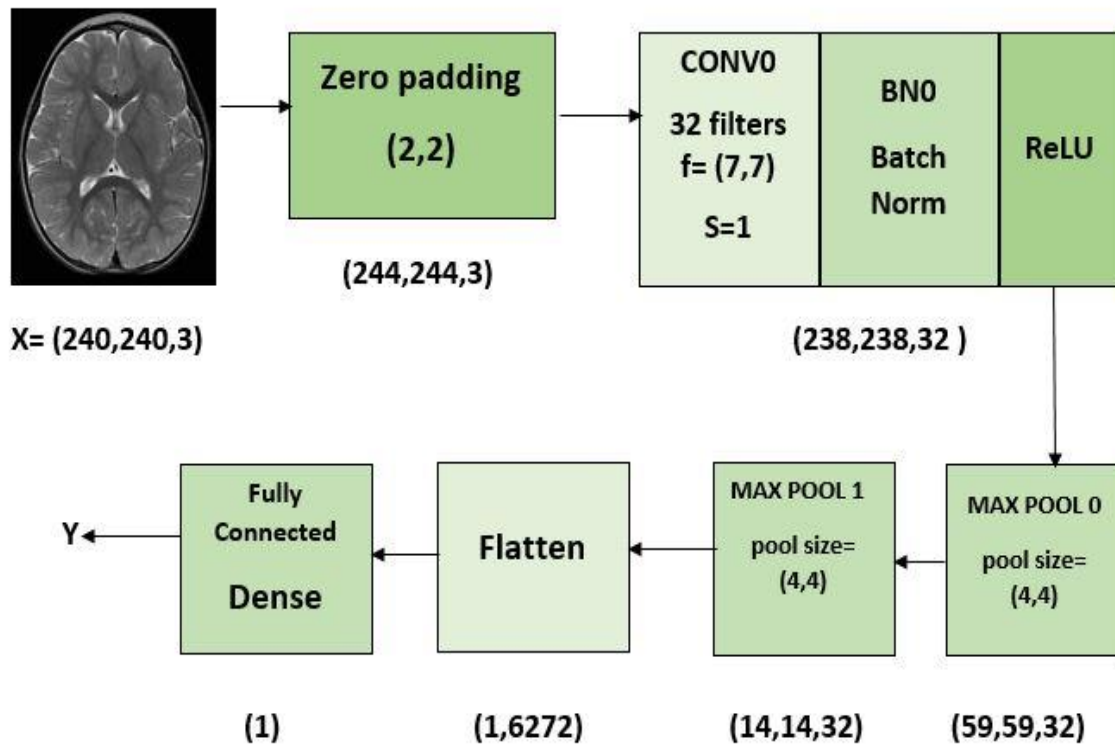 X= (240,240,3)
Zero padding
(2,2)
(244,244,3)
CONV0
32 filters
f= (7,7)
S=1
BN0
Batch
Norm
ReLU
(238,238,32 )
MAX POOL 0
pool size=
(4,4)
(59,59,32)
MAX POOL 1
pool size=
(4,4)
(14,14,32)
Flatten
(1,6272)
Fully
Connected
Dense
(1)
Y